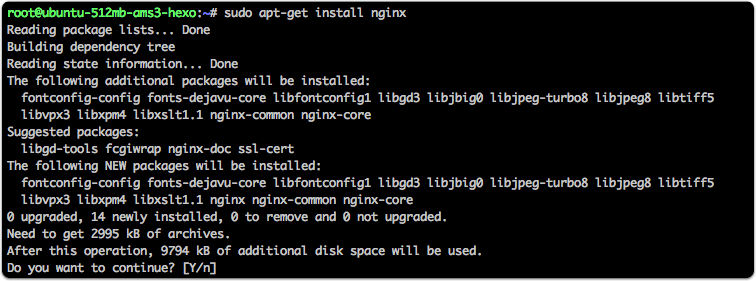 root@ubuntu-512mb-ams3-hexo:~# sudo apt-get install nginx
Reading package lists... Done
Building dependency tree
Reading state information... Done
The following additional packages will be installed:
  fontconfig-config fonts-dejavu-core libfontconfig1 libgd3 libjbig0 libjpeg-turbo8 libjpeg8 libtiff5
  libvpx3 libxpm4 libxslt1.1 nginx-common nginx-core
Suggested packages:
  libgd-tools fcgiwrap nginx-doc ssl-cert
The following NEW packages will be installed:
  fontconfig-config fonts-dejavu-core libfontconfig1 libgd3 libjbig0 libjpeg-turbo8 libjpeg8 libtiff5
  libvpx3 libxpm4 libxslt1.1 nginx nginx-common nginx-core
0 upgraded, 14 newly installed, 0 to remove and 0 not upgraded.
Need to get 2995 kB of archives.
After this operation, 9794 kB of additional disk space will be used.
Do you want to continue? [Y/n]